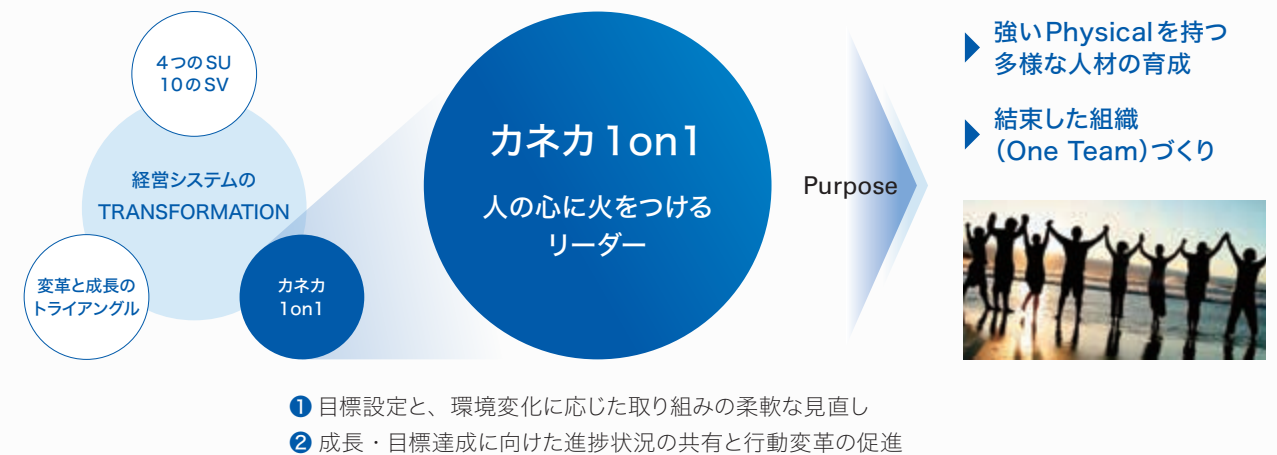 4つのSU
10のSV
経営システムの
TRANSFORMATION
変革と成長の
トライアングル
カネカ
1on1
カネカ 1on1
人の心に火をつける
リーダー
Purpose
強いPhysicalを持つ
多様な人材の育成
結束した組織
（One Team）づくり
❶ 目標設定と、環境変化に応じた取り組みの柔軟な見直し
❷ 成長・目標達成に向けた進捗状況の共有と行動変革の促進